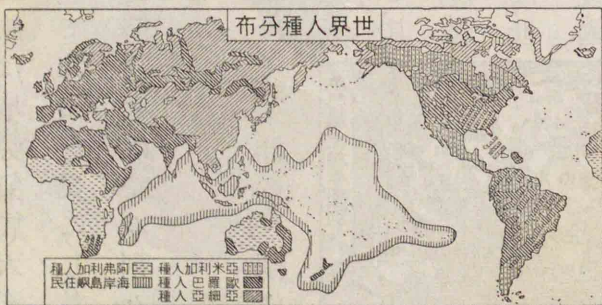 世界人種分布
亞米利加人種
歐羅巴人種
亞細亞人種
阿弗利加人種
海岸島嶼住民